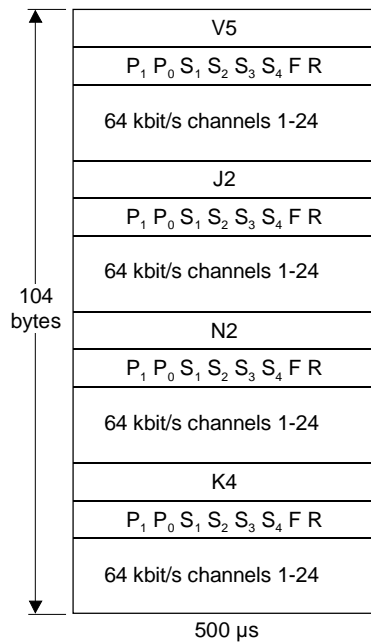 V5
P₁ P₀ S₁ S₂ S₃ S₄ F R
64 kbit/s channels 1-24
J2
P₁ P₀ S₁ S₂ S₃ S₄ F R
64 kbit/s channels 1-24
104
bytes
N2
P₁ P₀ S₁ S₂ S₃ S₄ F R
64 kbit/s channels 1-24
K4
P₁ P₀ S₁ S₂ S₃ S₄ F R
64 kbit/s channels 1-24
500 µs